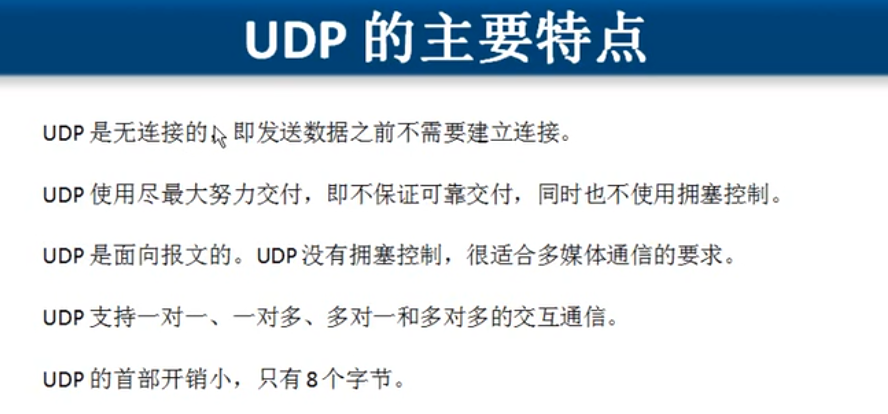 UDP 的主要特点
UDP 是无连接的，即发送数据之前不需要建立连接。
UDP 使用尽最大努力交付，即不保证可靠交付，同时也不使用拥塞控制。
UDP 是面向报文的。UDP 没有拥塞控制，很适合多媒体通信的要求。
UDP 支持一对一、一对多、多对一和多对多的交互通信。
UDP 的首部开销小，只有 8 个字节。